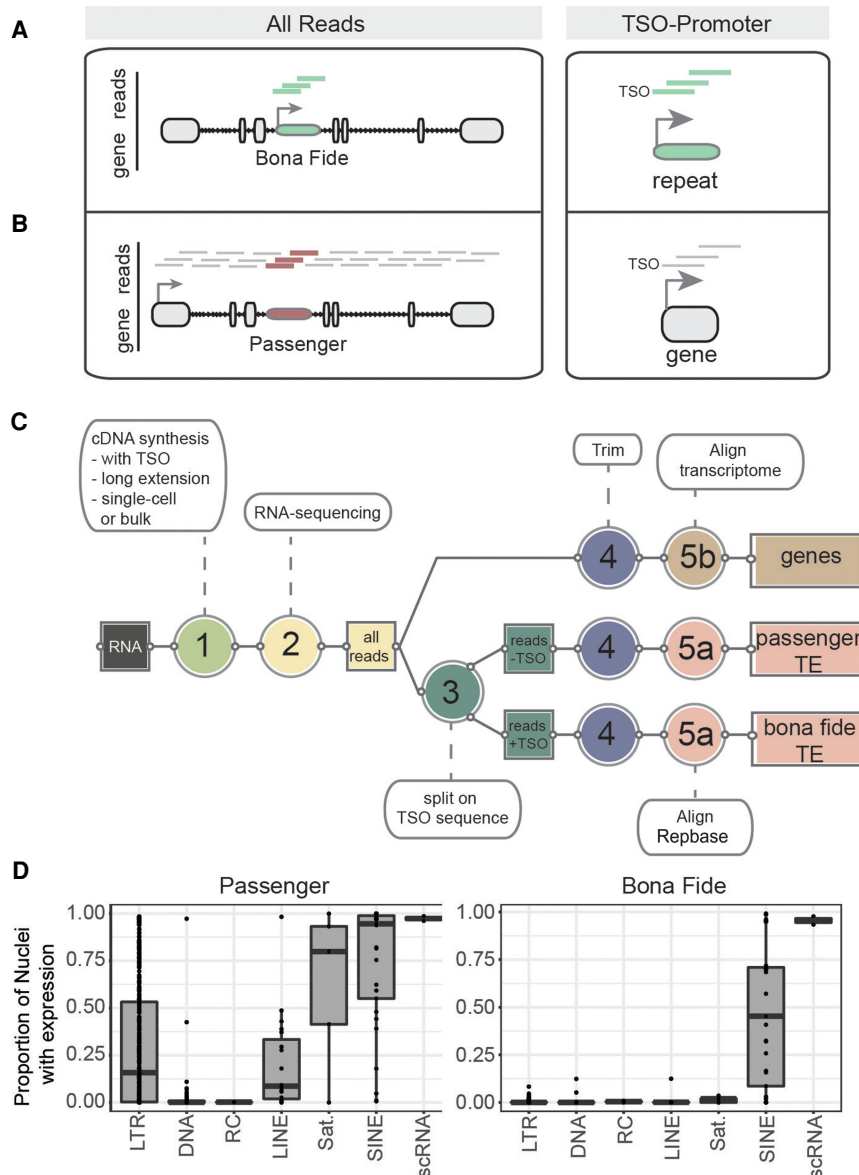 A
All Reads
TSO-Promoter
gene reads
Bona Fide
TSO
repeat
B
gene reads
Passenger
TSO
gene
C
cDNA synthesis
- with TSO
- long extension
- single-cell
or bulk
RNA-sequencing
Trim
Align
transcriptome
4
5b
genes
RNA
1
2
all
reads
reads
-TSO
4
5a
passenger
TE
3
reads
+TSO
4
5a
bona fide
TE
split on
TSO sequence
Align
Repbase
D
Passenger
Bona Fide
Proportion of Nuclei
with expression
1.00
0.75
0.50
0.25
0.00
LTR
DNA
RC
LINE
Sat.
SINE
scRNA
1.00
0.75
0.50
0.25
0.00
LTR
DNA
RC
LINE
Sat.
SINE
scRNA